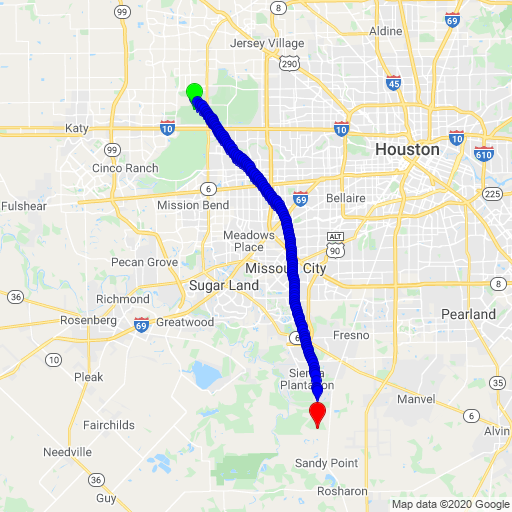 99
8
Aldine
69
Jersey Village
290
45
Katy
10
10
10
Houston
610
99
Cinco Ranch
6
69
225
Fulshear
Mission Bend
Bellaire
Meadows
Place
ALT
90
Pecan Grove
Missouri City
Sugar Land
8
36
Richmond
Rosenberg
69
Greatwood
Pearland
6
Fresno
10
Pleak
Sienna
Plantation
35
Manvel
6
Fairchilds
Alvin
Needville
Sandy Point
36
Guy
Rosharon
Map data ©2020 Google